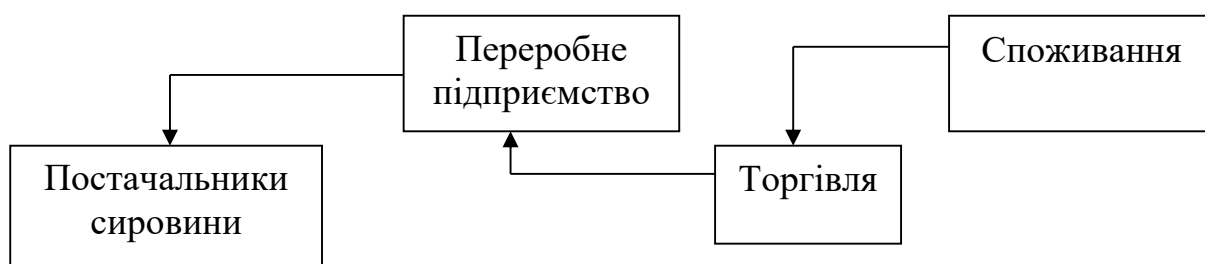 Переробне
підприємство
Споживання
Постачальники
сировини
Торгівля